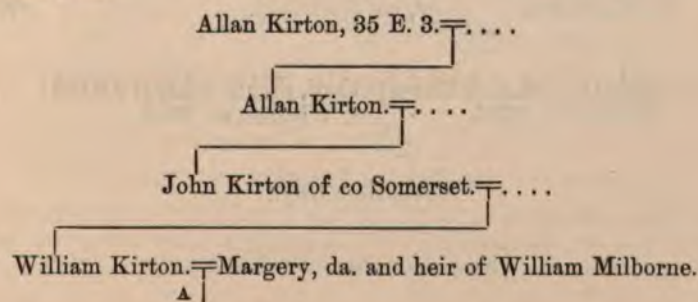 Allan Kirton, 35 E. 3.=....
Allan Kirton.=....
John Kirton of co Somerset.=....
William Kirton.=Margery, da. and heir of William Milborne.
A